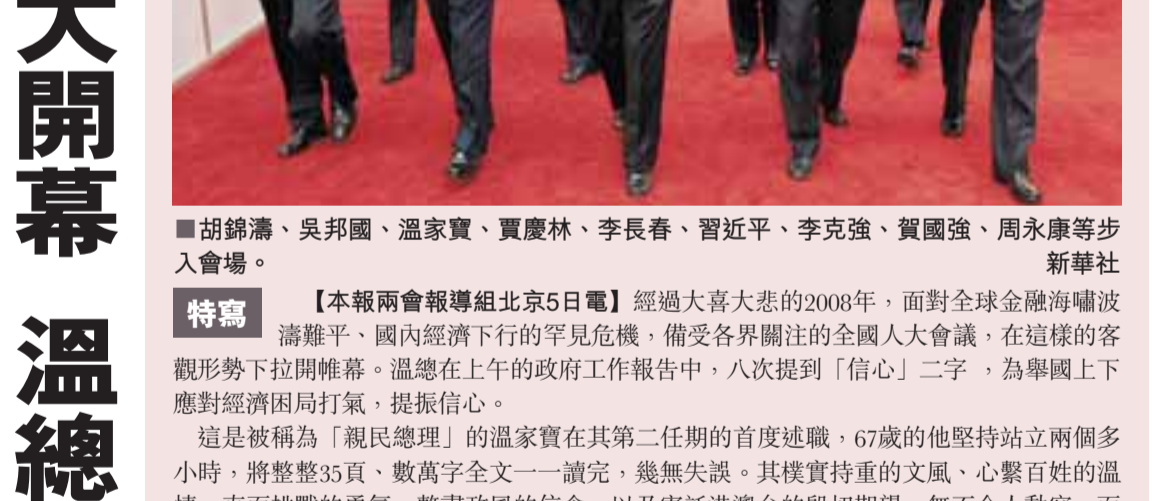 大開幕 溫總
■胡錦濤、吳邦國、溫家寶、賈慶林、李長春、習近平、李克強、賀國強、周永康等步
入會場。 新華社
特寫 【本報兩會報導組北京5日電】經過大喜大悲的2008年，面對全球金融海嘯波
濤難平、國內經濟下行的罕見危機，備受各界關注的全國人大會議，在這樣的客
觀形勢下拉開帷幕。溫總在上午的政府工作報告中，八次提到「信心」二字 ，為舉國上下
應對經濟困局打氣，提振信心。
這是被稱為「親民總理」的溫家寶在其第二任期的首度述職，67歲的他堅持站立兩個多
小時，將整整35頁、數萬字全文一一讀完，幾無失誤。其樸實持重的文風、心繫百姓的溫